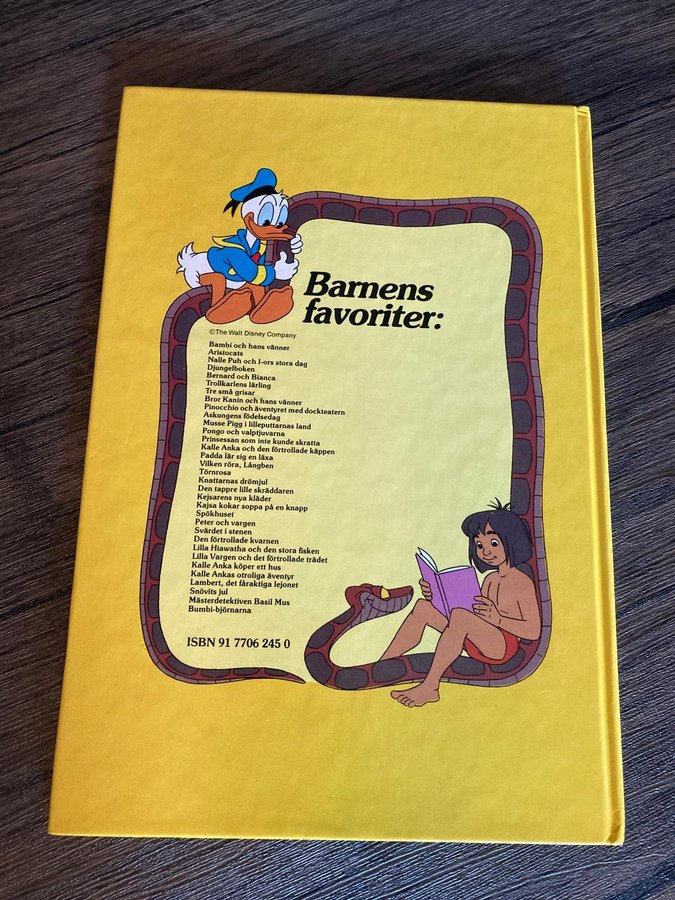 Barnens
favoriter:
©The Walt Disney Company
Bambi och hans vänner
Aristocats
Nalle Puh och I-ors stora dag
Djungelboken
Bernard och Bianca
Trollkarlens lärling
Tre små grisar
Bror Kanin och hans vänner
Pinocchio och äventyret med dockteatern
Askungens födelsedag
Musse Pigg i lilleputtarnas land
Pongo och valptjuvarna
Prinsessan som inte kunde skratta
Kalle Anka och den förtrollade käppen
Padda lär sig en läxa
Vilken röra, Långben
Törnrosa
Knattarnas drömjul
Den tappre lille skräddaren
Kejsarens nya kläder
Kajsa kokar soppa på en knapp
Spökhuset
Peter och vargen
Svärdet i stenen
Den förtrollade kvarnen
Lilla Hiawatha och den stora fisken
Lilla Vargen och det förtrollade trädet
Kalle Anka köper ett hus
Kalle Ankas otroliga äventyr
Lambert, det fåraktiga lejonet
Snövits jul
Mästerdetektiven Basil Mus
Bumbi-björnarna
ISBN 91 7706 245 0